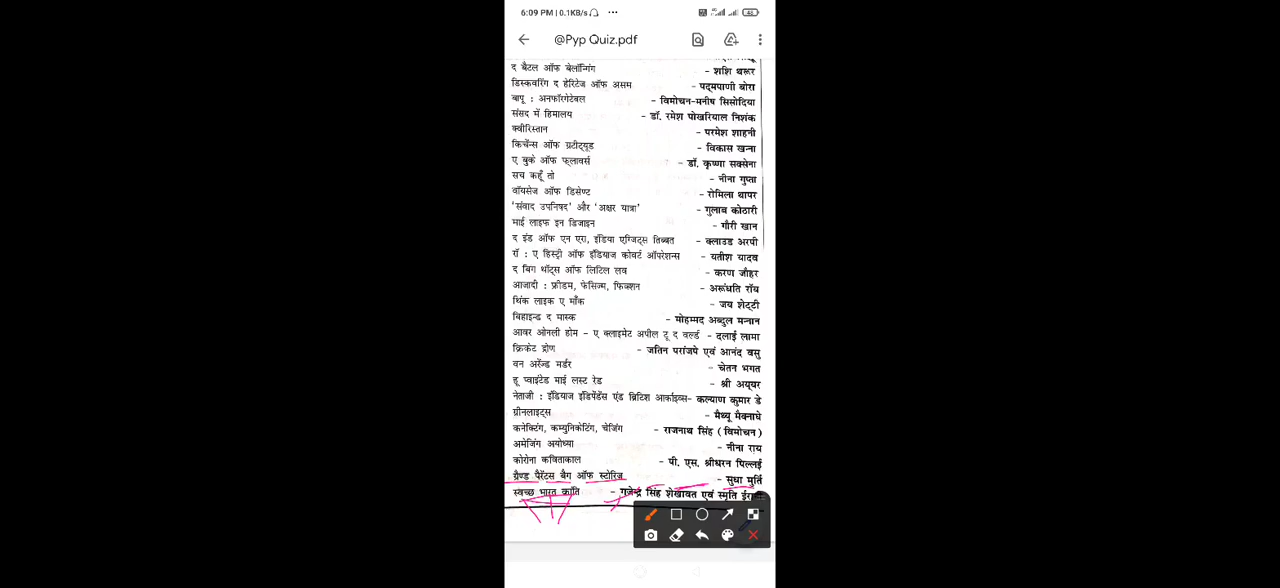 6:09 PM | 0.1KB/s ... 43
@Pyp Quiz.pdf
द बैटल ऑफ बेलॉन्गिंग - शशि थरूर
डिस्कवरिंग द हेरिटेज ऑफ असम - पद्मपाणी बोरा
बापू : अनफॉरगेटेबल - विमोचन-मनीष सिसोदिया
संसद में हिमालय - डॉ. रमेश पोखरियाल निशंक
क्वीरिस्तान - परमेश शाहनी
किचेंन्स ऑफ ग्रटीट्यूड - विकास खन्ना
ए बुके ऑफ फ्लावर्स - डॉ. कृष्णा सक्सेना
सच कहूँ तो - नीना गुप्ता
वॉयसेज ऑफ डिसेण्ट - रोमिला थापर
‘संवाद उपनिषद’ और ‘अक्षर यात्रा’ - गुलाब कोठारी
माई लाइफ इन डिजाइन - गौरी खान
द इंड ऑफ एन एरा, इंडिया एग्जिट्स तिब्बत - क्लाउड अरपी
रॉ : ए हिस्ट्री ऑफ इंडियाज कोवर्ट ऑपरेशन्स - यतीश यादव
द बिग थॉट्स ऑफ लिटिल लव - करण जौहर
आजादी : फ्रीडम, फेसिज्म, फिक्शन - अरूंधति रॉय
थिंक लाइक ए मॉंक - जय शेट्टी
बिहाइन्ड द मास्क - मोहम्मद अब्दुल मन्नान
आवर ओनली होम - ए क्लाइमेट अपील टू द वर्ल्ड - दलाई लामा
क्रिकेट द्रोण - जतिन परांजपे एवं आनंद वसु
वन अरेंन्ज्ड मर्डर - चेतन भगत
हू प्वाइंटेड माई लस्ट रेड - श्री अय्यर
नेताजी : इंडियाज इंडिपेंडेंस एंड ब्रिटिश आर्काइव्स- कल्याण कुमार डे
ग्रीनलाइट्स - मैथ्यू मैक्नाघे
कनेक्टिंग, कम्युनिकेटिंग, चेंजिंग - राजनाथ सिंह (विमोचन)
अमेजिंग अयोध्या - नीना राय
कोरोना कविताकाल - पी. एस. श्रीधरन पिल्लई
ग्रैण्ड पैरेंटस बैग ऑफ स्टोरिज - सुधा मुर्ति
स्वच्छ भारत क्रांति - गजेन्द्र सिंह शेखावत एवं स्मृति